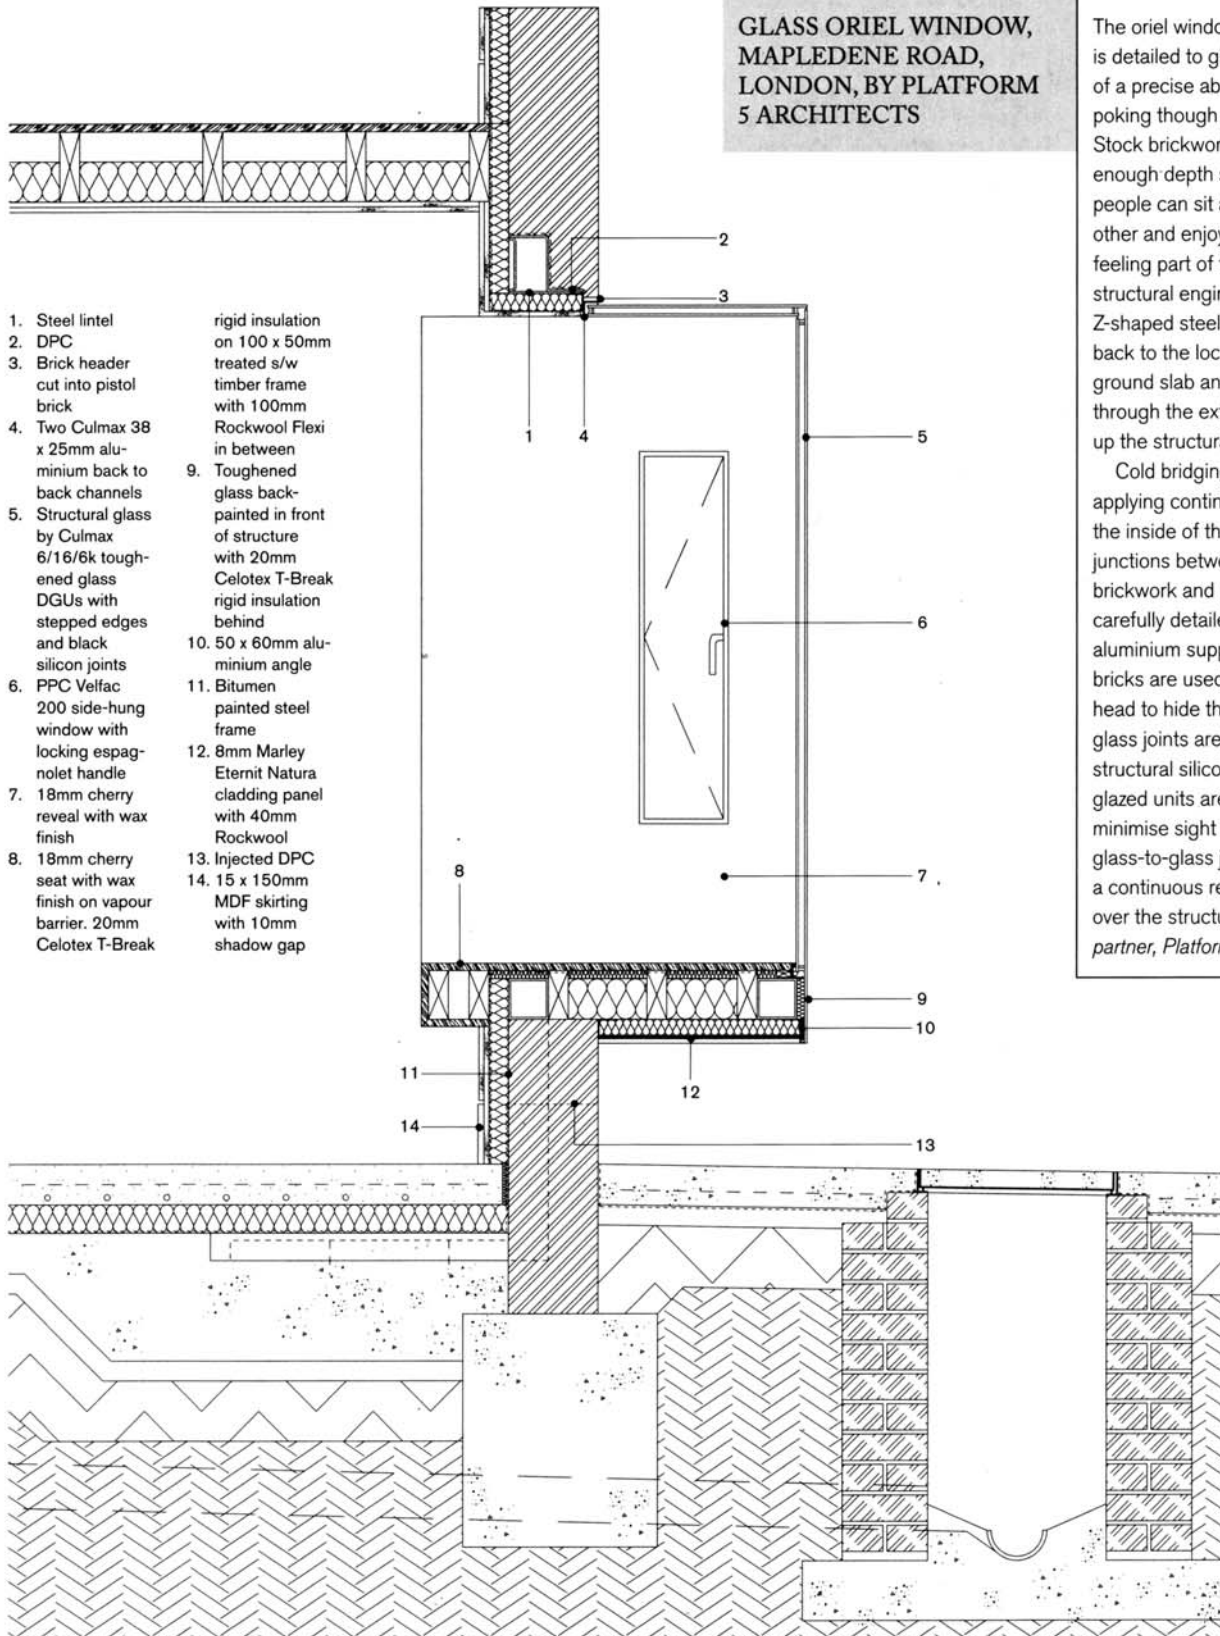 GLASS ORIEL WINDOW,
MAPLEDENE ROAD,
LONDON, BY PLATFORM
5 ARCHITECTS
The oriel windo
is detailed to g
of a precise ab
poking though
Stock brickwor
enough depth s
people can sit a
other and enjoy
feeling part of
structural engin
Z-shaped steel
back to the loc
ground slab an
through the ex
up the structur
Cold bridging
applying contin
the inside of th
junctions betwe
brickwork and
carefully detaile
aluminium supp
bricks are used
head to hide th
glass joints are
structural silico
glazed units are
minimise sight
glass-to-glass j
a continuous re
over the structu
partner, Platfor
1. Steel lintel
2. DPC
3. Brick header
cut into pistol
brick
4. Two Culmax 38
x 25mm alu-
minium back to
back channels
5. Structural glass
by Culmax
6/16/6k tough-
ened glass
DGUs with
stepped edges
and black
silicon joints
6. PPC Velfac
200 side-hung
window with
locking espag-
nolet handle
7. 18mm cherry
reveal with wax
finish
8. 18mm cherry
seat with wax
finish on vapour
barrier. 20mm
Celotex T-Break
rigid insulation
on 100 x 50mm
treated s/w
timber frame
with 100mm
Rockwool Flexi
in between
9. Toughened
glass back-
painted in front
of structure
with 20mm
Celotex T-Break
rigid insulation
behind
10. 50 x 60mm alu-
minium angle
11. Bitumen
painted steel
frame
12. 8mm Marley
Eternit Natura
cladding panel
with 40mm
Rockwool
13. Injected DPC
14. 15 x 150mm
MDF skirting
with 10mm
shadow gap
2
3
1
4
5
6
7
8
9
10
11
12
14
13